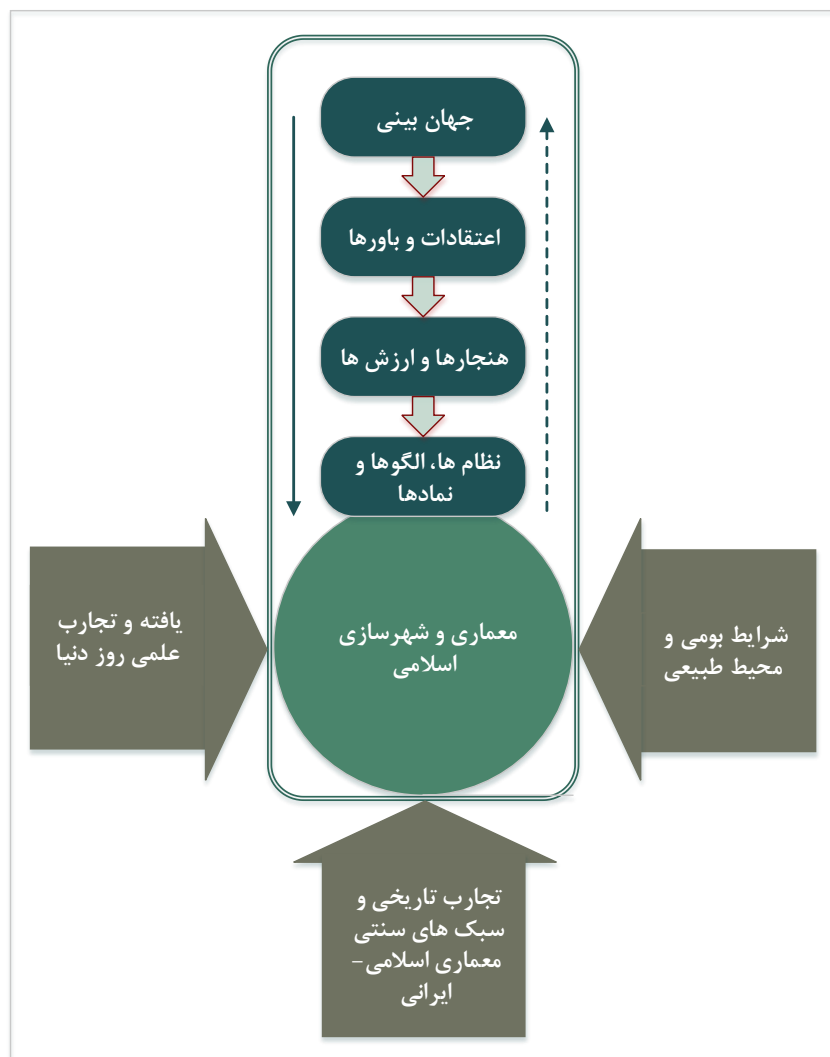 جهان بینی
اعتقادات و باورها
هنجارها و ارزش ها
نظام ها، الگوها و
نمادها
معماری و شهرسازی
اسلامی
شرایط بومی و
محیط طبیعی
یافته و تجارب
علمی روز دنیا
تجارب تاریخی و
سبک های سنتی
معماری اسلامی-
ایرانی